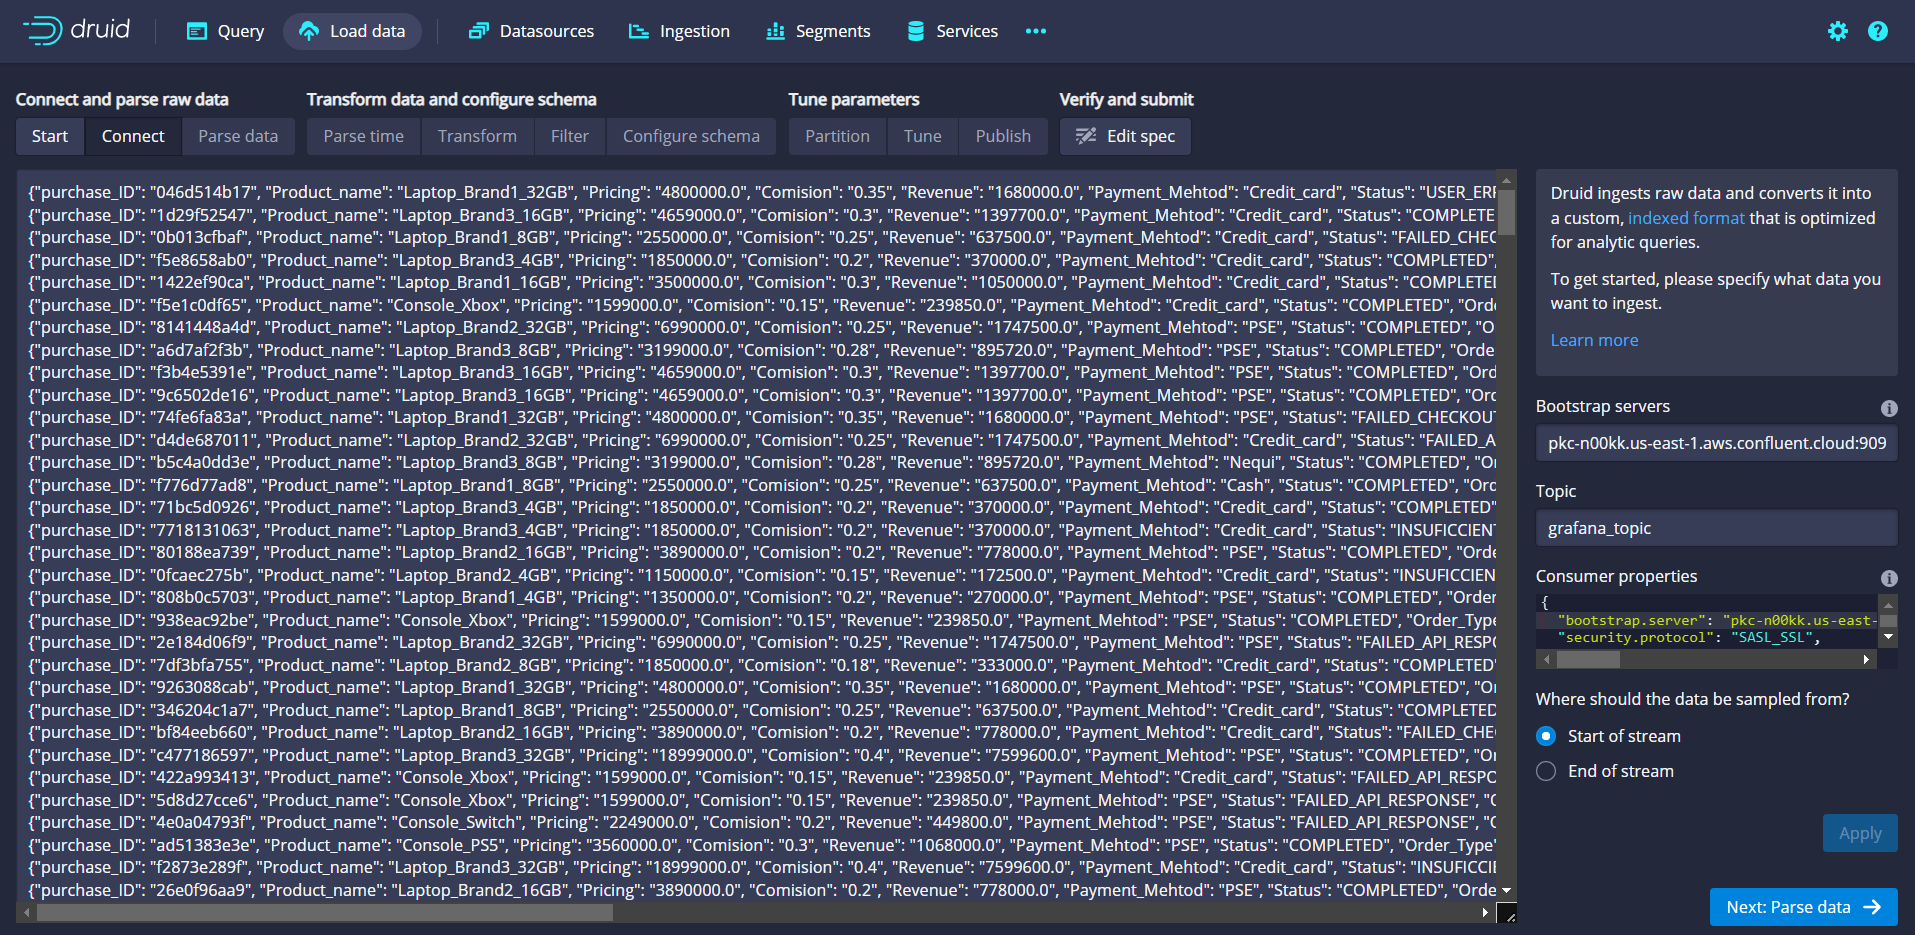 druid
Query
Load data
Datasources
Ingestion
Segments
Services
Connect and parse raw data
Transform data and configure schema
Tune parameters
Verify and submit
Start
Connect
Parse data
Parse time
Transform
Filter
Configure schema
Partition
Tune
Publish
Edit spec
{"purchase_ID": "046d514b17", "Product_name": "Laptop_Brand1_32GB", "Pricing": "4800000.0", "Comision": "0.35", "Revenue": "1680000.0", "Payment_Mehtod": "Credit_card", "Status": "USER_ERR
{"purchase_ID": "1d29f52547", "Product_name": "Laptop_Brand3_16GB", "Pricing": "4659000.0", "Comision": "0.3", "Revenue": "1397700.0", "Payment_Mehtod": "Credit_card", "Status": "COMPLETE
{"purchase_ID": "0b013cfbaf", "Product_name": "Laptop_Brand1_8GB", "Pricing": "2550000.0", "Comision": "0.25", "Revenue": "637500.0", "Payment_Mehtod": "Credit_card", "Status": "FAILED_CHEC
{"purchase_ID": "f5e8658ab0", "Product_name": "Laptop_Brand3_4GB", "Pricing": "1850000.0", "Comision": "0.2", "Revenue": "370000.0", "Payment_Mehtod": "Credit_card", "Status": "COMPLETED",
{"purchase_ID": "1422ef90ca", "Product_name": "Laptop_Brand1_16GB", "Pricing": "3500000.0", "Comision": "0.3", "Revenue": "1050000.0", "Payment_Mehtod": "Credit_card", "Status": "COMPLETED
{"purchase_ID": "f5e1c0df65", "Product_name": "Console_Xbox", "Pricing": "1599000.0", "Comision": "0.15", "Revenue": "239850.0", "Payment_Mehtod": "Credit_card", "Status": "COMPLETED", "Orde
{"purchase_ID": "8141448a4d", "Product_name": "Laptop_Brand2_32GB", "Pricing": "6990000.0", "Comision": "0.25", "Revenue": "1747500.0", "Payment_Mehtod": "PSE", "Status": "COMPLETED", "O
{"purchase_ID": "a6d7af2f3b", "Product_name": "Laptop_Brand3_8GB", "Pricing": "3199000.0", "Comision": "0.28", "Revenue": "895720.0", "Payment_Mehtod": "PSE", "Status": "COMPLETED", "Orde
{"purchase_ID": "f3b4e5391e", "Product_name": "Laptop_Brand3_16GB", "Pricing": "4659000.0", "Comision": "0.3", "Revenue": "1397700.0", "Payment_Mehtod": "PSE", "Status": "COMPLETED", "Ord
{"purchase_ID": "9c6502de16", "Product_name": "Laptop_Brand3_16GB", "Pricing": "4659000.0", "Comision": "0.3", "Revenue": "1397700.0", "Payment_Mehtod": "PSE", "Status": "COMPLETED", "Or
{"purchase_ID": "74fe6fa83a", "Product_name": "Laptop_Brand1_32GB", "Pricing": "4800000.0", "Comision": "0.35", "Revenue": "1680000.0", "Payment_Mehtod": "PSE", "Status": "FAILED_CHECKOUT
{"purchase_ID": "d4de687011", "Product_name": "Laptop_Brand2_32GB", "Pricing": "6990000.0", "Comision": "0.25", "Revenue": "1747500.0", "Payment_Mehtod": "Credit_card", "Status": "FAILED_A
{"purchase_ID": "b5c4a0dd3e", "Product_name": "Laptop_Brand3_8GB", "Pricing": "3199000.0", "Comision": "0.28", "Revenue": "895720.0", "Payment_Mehtod": "Nequi", "Status": "COMPLETED", "Or
{"purchase_ID": "f776d77ad8", "Product_name": "Laptop_Brand1_8GB", "Pricing": "2550000.0", "Comision": "0.25", "Revenue": "637500.0", "Payment_Mehtod": "Cash", "Status": "COMPLETED", "Ord
{"purchase_ID": "71bc5d0926", "Product_name": "Laptop_Brand3_4GB", "Pricing": "1850000.0", "Comision": "0.2", "Revenue": "370000.0", "Payment_Mehtod": "Credit_card", "Status": "COMPLETED"
{"purchase_ID": "7718131063", "Product_name": "Laptop_Brand3_4GB", "Pricing": "1850000.0", "Comision": "0.2", "Revenue": "370000.0", "Payment_Mehtod": "Credit_card", "Status": "INSUFICCIENT
{"purchase_ID": "80188ea739", "Product_name": "Laptop_Brand2_16GB", "Pricing": "3890000.0", "Comision": "0.2", "Revenue": "778000.0", "Payment_Mehtod": "PSE", "Status": "COMPLETED", "Orde
{"purchase_ID": "0fcaec275b", "Product_name": "Laptop_Brand2_4GB", "Pricing": "1150000.0", "Comision": "0.15", "Revenue": "172500.0", "Payment_Mehtod": "Credit_card", "Status": "INSUFICCIEN
{"purchase_ID": "808b0c5703", "Product_name": "Laptop_Brand1_4GB", "Pricing": "1350000.0", "Comision": "0.2", "Revenue": "270000.0", "Payment_Mehtod": "PSE", "Status": "COMPLETED", "Order
{"purchase_ID": "938eac92be", "Product_name": "Console_Xbox", "Pricing": "1599000.0", "Comision": "0.15", "Revenue": "239850.0", "Payment_Mehtod": "PSE", "Status": "COMPLETED", "Order_Type
{"purchase_ID": "2e184d06f9", "Product_name": "Laptop_Brand2_32GB", "Pricing": "6990000.0", "Comision": "0.25", "Revenue": "1747500.0", "Payment_Mehtod": "PSE", "Status": "FAILED_API_RESPO
{"purchase_ID": "7df3bfa755", "Product_name": "Laptop_Brand2_8GB", "Pricing": "1850000.0", "Comision": "0.18", "Revenue": "333000.0", "Payment_Mehtod": "Credit_card", "Status": "COMPLETED"
{"purchase_ID": "9263088cab", "Product_name": "Laptop_Brand1_32GB", "Pricing": "4800000.0", "Comision": "0.35", "Revenue": "1680000.0", "Payment_Mehtod": "PSE", "Status": "COMPLETED", "Or
{"purchase_ID": "346204c1a7", "Product_name": "Laptop_Brand1_8GB", "Pricing": "2550000.0", "Comision": "0.25", "Revenue": "637500.0", "Payment_Mehtod": "Credit_card", "Status": "COMPLETED
{"purchase_ID": "bf84eeb660", "Product_name": "Laptop_Brand2_16GB", "Pricing": "3890000.0", "Comision": "0.2", "Revenue": "778000.0", "Payment_Mehtod": "Credit_card", "Status": "FAILED_CHE
{"purchase_ID": "c477186597", "Product_name": "Laptop_Brand3_32GB", "Pricing": "18999000.0", "Comision": "0.4", "Revenue": "7599600.0", "Payment_Mehtod": "PSE", "Status": "COMPLETED", "Or
{"purchase_ID": "422a993413", "Product_name": "Console_Xbox", "Pricing": "1599000.0", "Comision": "0.15", "Revenue": "239850.0", "Payment_Mehtod": "Credit_card", "Status": "FAILED_API_RESPO
{"purchase_ID": "5d8d27cce6", "Product_name": "Console_Xbox", "Pricing": "1599000.0", "Comision": "0.15", "Revenue": "239850.0", "Payment_Mehtod": "PSE", "Status": "FAILED_API_RESPONSE", "O
{"purchase_ID": "4e0a04793f", "Product_name": "Console_Switch", "Pricing": "2249000.0", "Comision": "0.2", "Revenue": "449800.0", "Payment_Mehtod": "PSE", "Status": "FAILED_API_RESPONSE", "O
{"purchase_ID": "ad51383e3e", "Product_name": "Console_PS5", "Pricing": "3560000.0", "Comision": "0.3", "Revenue": "1068000.0", "Payment_Mehtod": "PSE", "Status": "COMPLETED", "Order_Type"
{"purchase_ID": "f2873e289f", "Product_name": "Laptop_Brand3_32GB", "Pricing": "18999000.0", "Comision": "0.4", "Revenue": "7599600.0", "Payment_Mehtod": "Credit_card", "Status": "INSUFICCIE
{"purchase_ID": "26e0f96aa9", "Product_name": "Laptop_Brand2_16GB", "Pricing": "3890000.0", "Comision": "0.2", "Revenue": "778000.0", "Payment_Mehtod": "PSE", "Status": "COMPLETED", "Orde
Druid ingests raw data and converts it into
a custom, indexed format that is optimized
for analytic queries.
To get started, please specify what data you
want to ingest.
Learn more
Bootstrap servers
pkc-n00kk.us-east-1.aws.confluent.cloud:909
Topic
grafana_topic
Consumer properties
{
"bootstrap.server": "pkc-n00kk.us-east-
"security.protocol": "SASL_SSL",
Where should the data be sampled from?
Start of stream
End of stream
Apply
Next: Parse data